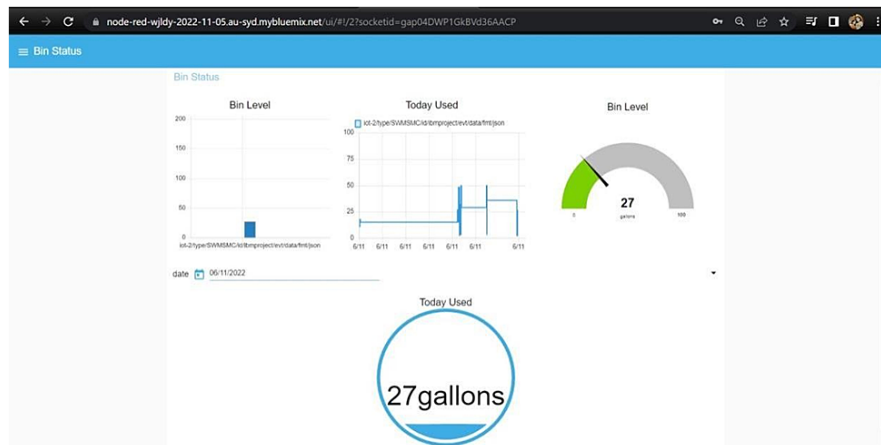 node-red-wjldy-2022-11-05.au-syd.mybluemix.net/ui/#!/2?socketid=gap04DWP1GkBVd36AACP
Bin Status
Bin Status
Bin Level
200
150
100
50
0
iot-2/type/SWMSMC/id/ibmproject/evt/data/fmt/json
Today Used
iot-2/type/SWMSMC/id/ibmproject/evt/data/fmt/json
100
75
50
25
0
6/11 6/11 6/11 6/11 6/11 6/11 6/11
Bin Level
27
gallons
0 100
date 06/11/2022
Today Used
27gallons